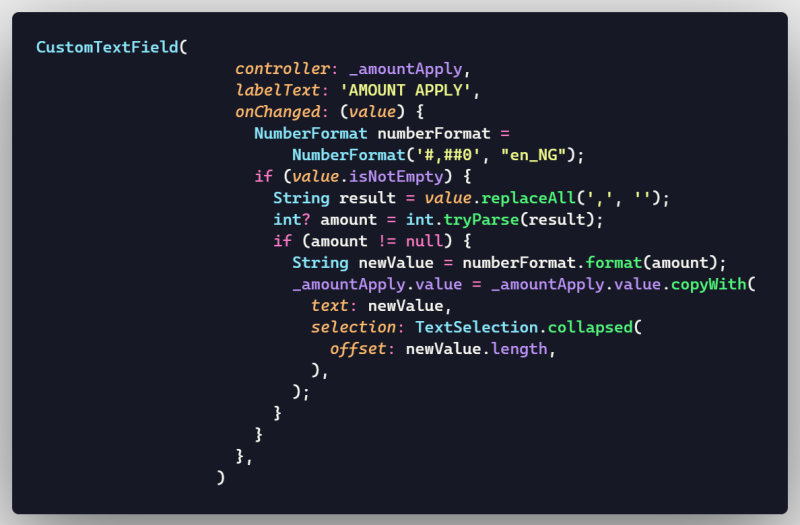 CustomTextField(
controller: _amountApply,
labelText: 'AMOUNT APPLY',
onChanged: (value) {
NumberFormat numberFormat =
NumberFormat('#,##0', "en_NG");
if (value.isNotEmpty) {
String result = value.replaceAll(',', '');
int? amount = int.tryParse(result);
if (amount != null) {
String newValue = numberFormat.format(amount);
_amountApply.value = _amountApply.value.copyWith(
text: newValue,
selection: TextSelection.collapsed(
offset: newValue.length,
),
);
}
}
},
)